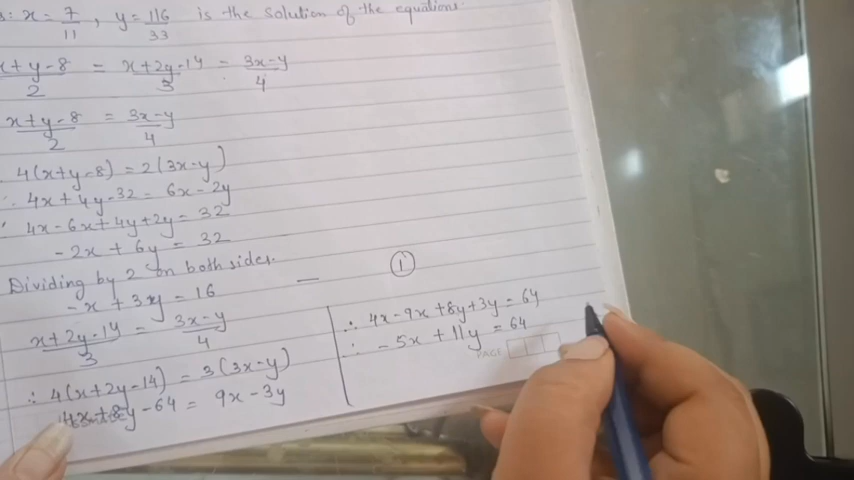 : x = 7/11, y = 116/33 is the solution of the equations.
x+y-8/2 = x+2y-14/3 = 3x-y/4
x+y-8/2 = 3x-y/4
4(x+y-8) = 2(3x-y)
∴ 4x+4y-32 = 6x-2y
4x-6x+4y+2y = 32
-2x + 6y = 32
Dividing by 2 on both sides.
-x + 3y = 16 — (i)
x+2y-14/3 = 3x-y/4
∴ 4(x+2y-14) = 3(3x-y)
4x+8y-64 = 9x-3y
∴ 4x-9x+8y+3y = 64
∴ -5x + 11y = 64
PAGE